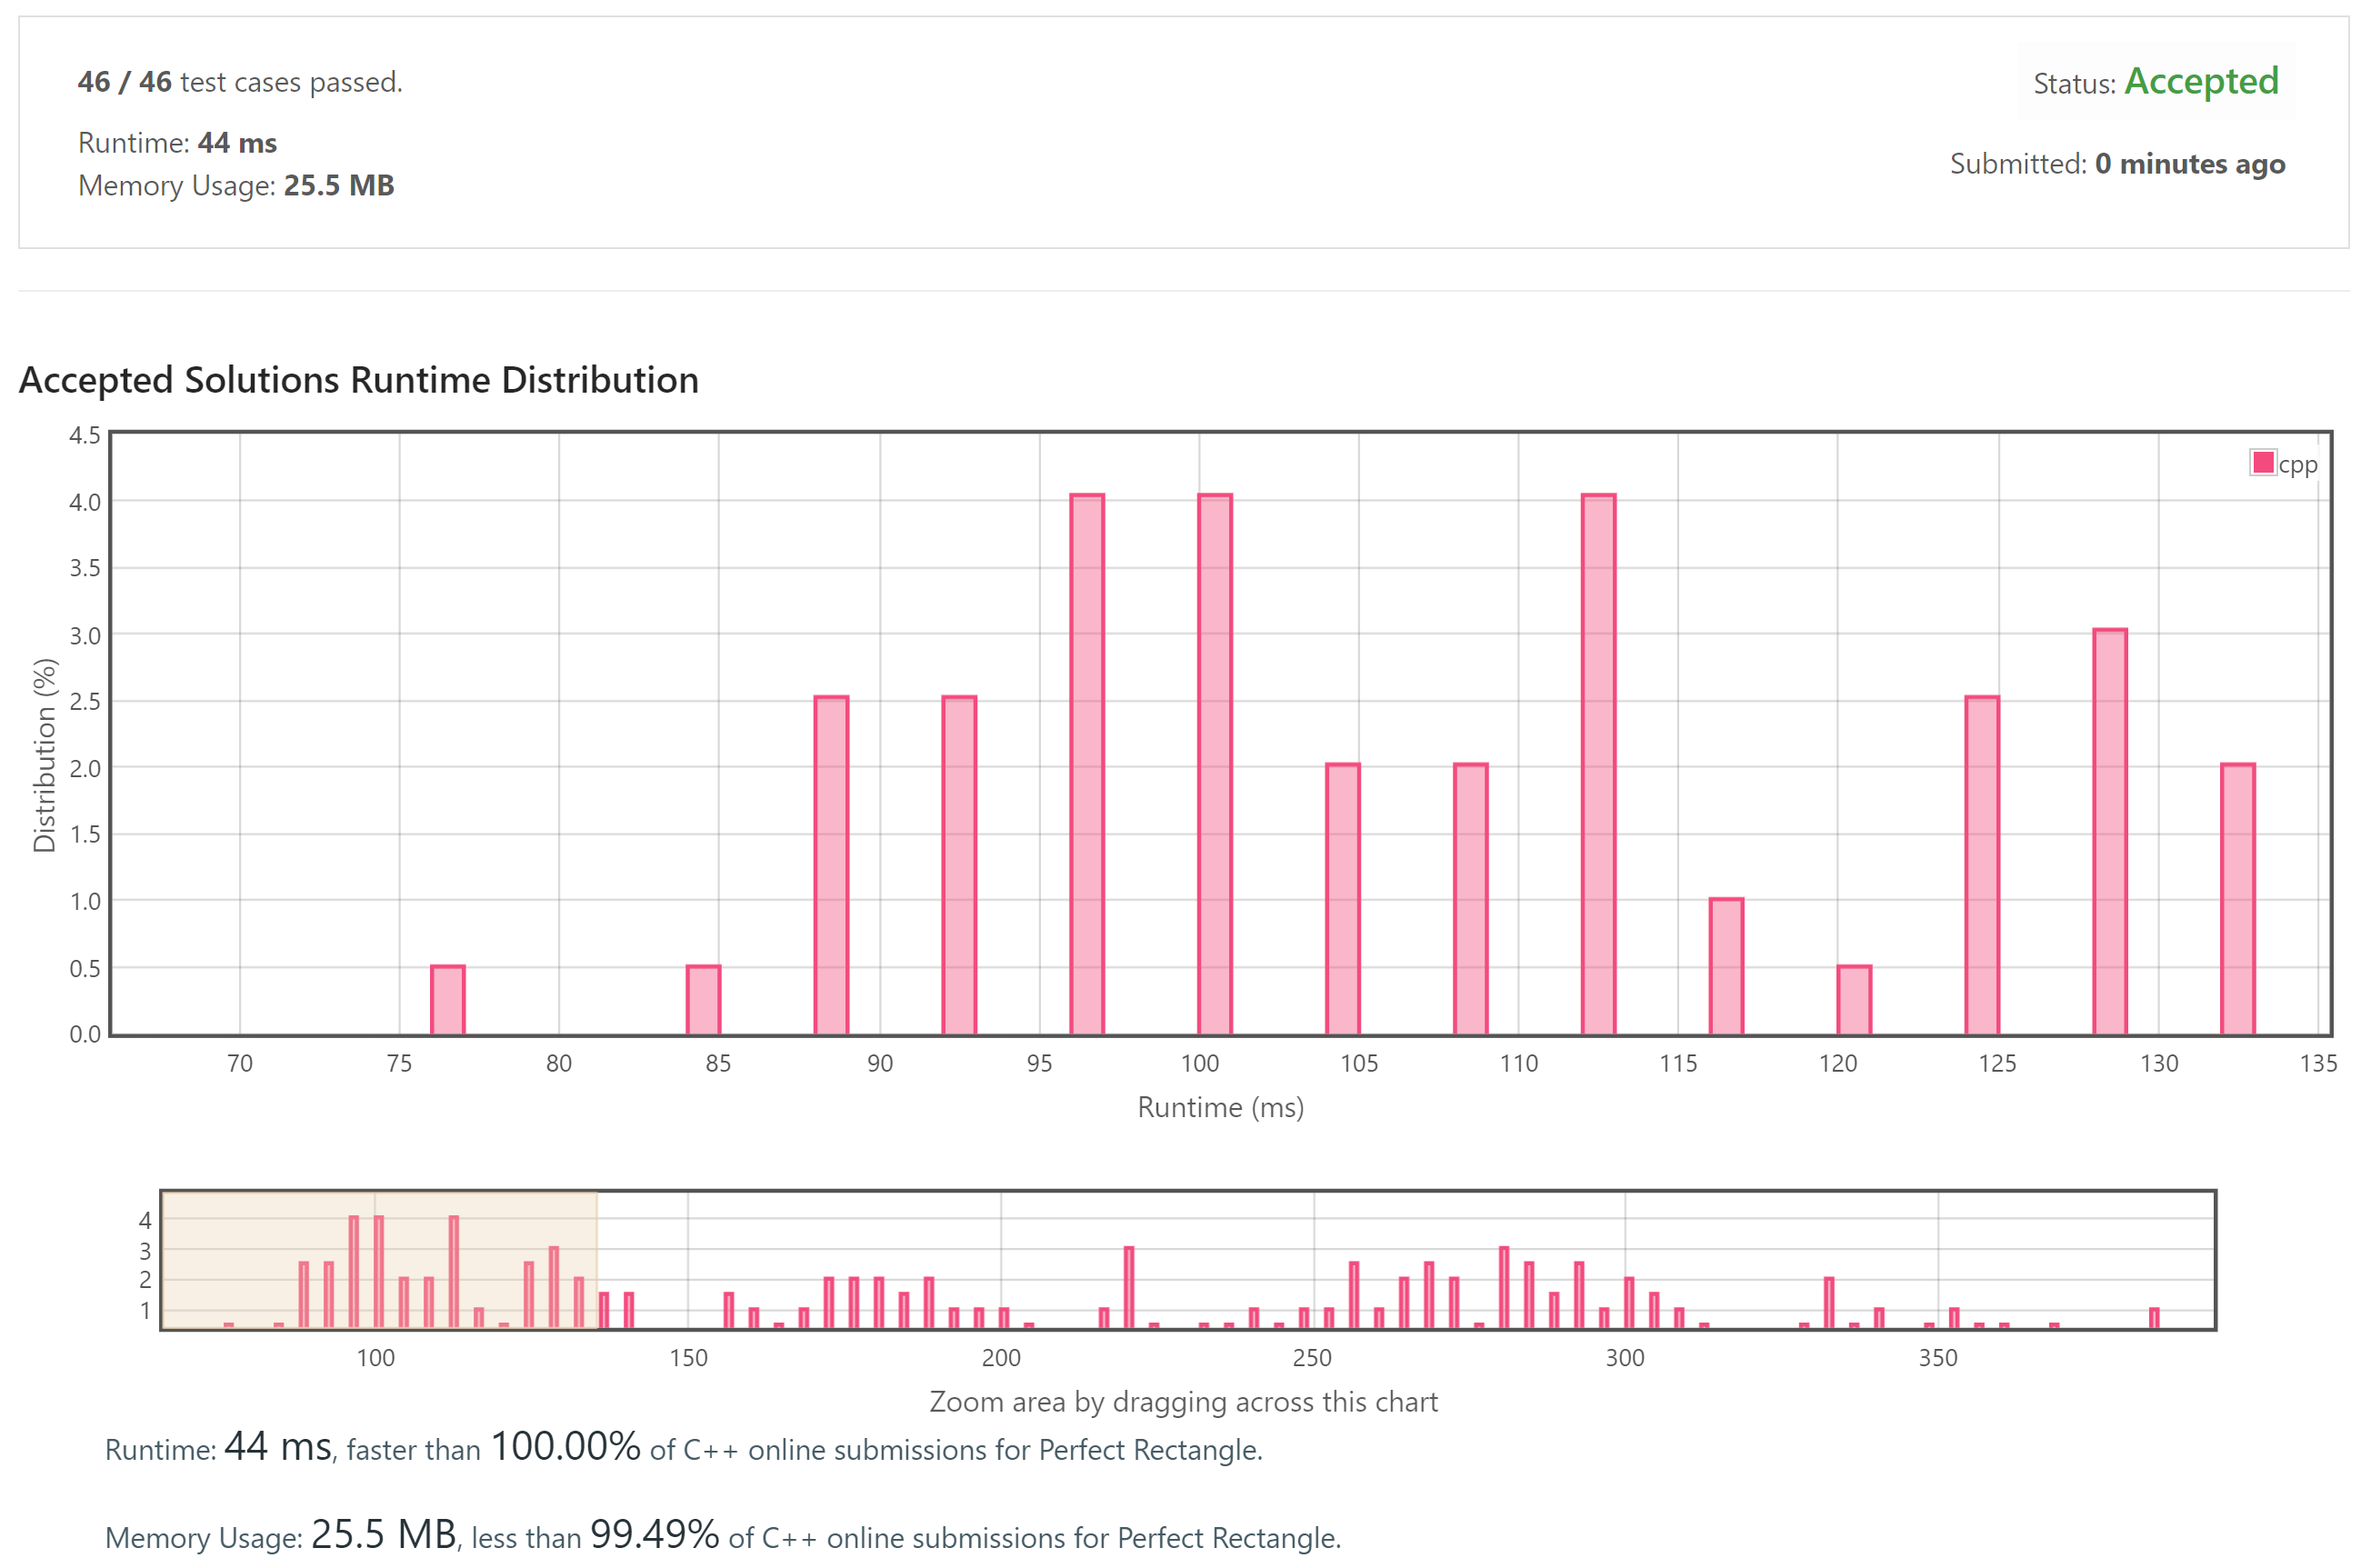 46 / 46 test cases passed.
Status: Accepted
Runtime: 44 ms
Submitted: 0 minutes ago
Memory Usage: 25.5 MB
Accepted Solutions Runtime Distribution
4.5
4.0
3.5
3.0
2.5
2.0
1.5
1.0
0.5
0.0
Distribution (%)
cpp
70 75 80 85 90 95 100 105 110 115 120 125 130 135
Runtime (ms)
4
3
2
1
100 150 200 250 300 350
Zoom area by dragging across this chart
Runtime: 44 ms, faster than 100.00% of C++ online submissions for Perfect Rectangle.
Memory Usage: 25.5 MB, less than 99.49% of C++ online submissions for Perfect Rectangle.